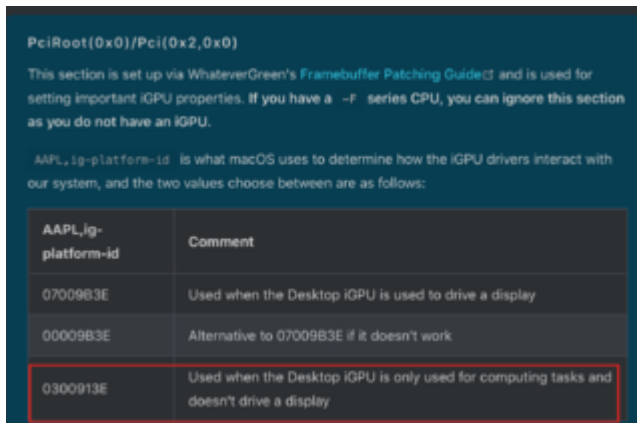 PciRoot(0x0)/Pci(0x2,0x0)
This section is set up via WhateverGreen's Framebuffer Patching Guide and is used for
setting important iGPU properties. If you have a -F series CPU, you can ignore this section
as you do not have an iGPU.
AAPL,ig-platform-id is what macOS uses to determine how the iGPU drivers interact with
our system, and the two values choose between are as follows:
AAPL,ig-
platform-id
Comment
07009B3E
Used when the Desktop iGPU is used to drive a display
00009B3E
Alternative to 07009B3E if it doesn't work
0300913E
Used when the Desktop iGPU is only used for computing tasks and
doesn't drive a display